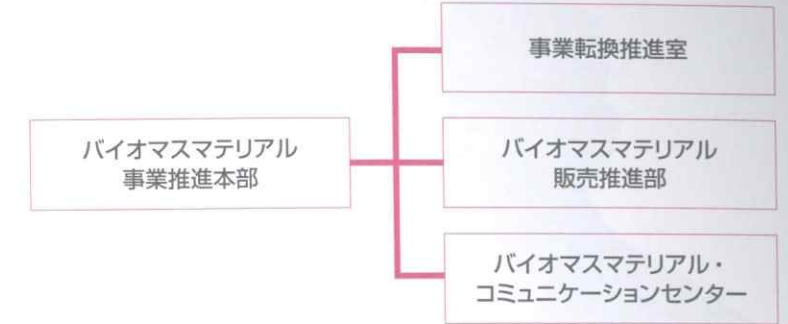 バイオマスマテリアル
事業推進本部
事業転換推進室
バイオマスマテリアル
販売推進部
バイオマスマテリアル・
コミュニケーションセンター